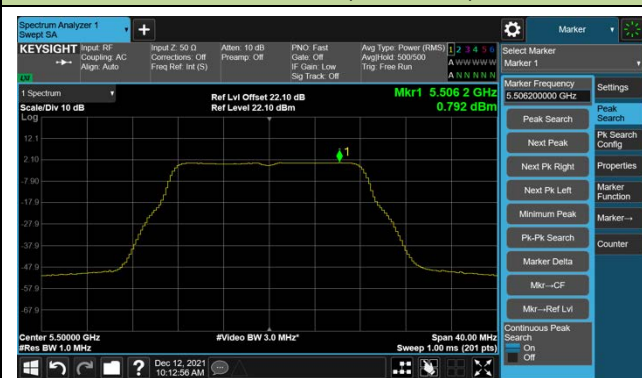 Spectrum Analyzer 1
Swept SA
Marker
KEYSIGHT
Input: RF
Coupling: AC
Align: Auto
Input Z: 50 Ω
Corrections: Off
Freq Ref: Int (S)
Atten: 10 dB
Preamp: Off
PNO: Fast
Gate: Off
IF Gain: Low
Sig Track: Off
Avg Type: Power (RMS)
Avg|Hold: 500/500
Trig: Free Run
1 2 3 4 5 6
A W W W W W
A N N N N N
Select Marker
Marker 1
LW
1 Spectrum
Scale/Div 10 dB
Log
Ref Lvl Offset 22.10 dB
Ref Level 22.10 dBm
Mkr1 5.506 2 GHz
0.792 dBm
1
12.1
2.10
-7.90
-17.9
-27.9
-37.9
-47.9
-57.9
-67.9
Center 5.50000 GHz
#Res BW 1.0 MHz
#Video BW 3.0 MHz*
Span 40.00 MHz
Sweep 1.00 ms (201 pts)
Marker Frequency
5.506200000 GHz
Peak Search
Next Peak
Next Pk Right
Next Pk Left
Minimum Peak
Pk-Pk Search
Marker Delta
Mkr→CF
Mkr→Ref Lvl
Continuous Peak
Search
On
Off
Settings
Peak
Search
Pk Search
Config
Properties
Marker
Function
Marker→
Counter
?
Dec 12, 2021
10:12:56 AM